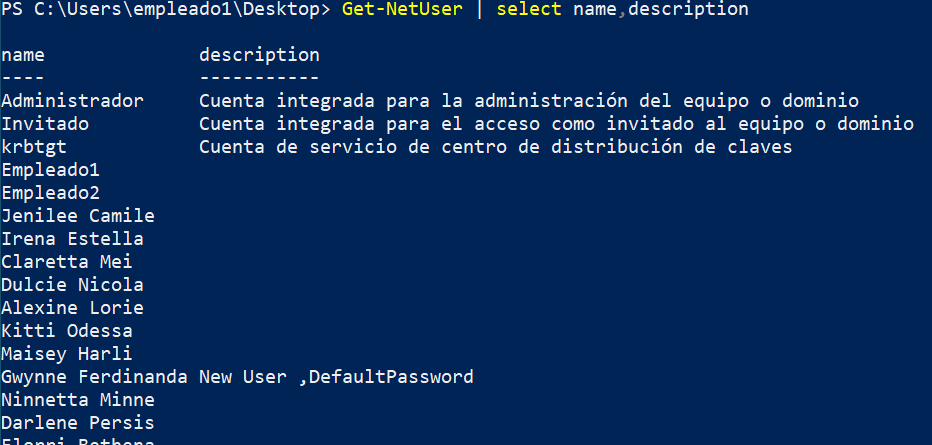 PS C:\Users\empleado1\Desktop> Get-NetUser | select name,description
name description
---- -----------
Administrador Cuenta integrada para la administración del equipo o dominio
Invitado Cuenta integrada para el acceso como invitado al equipo o dominio
krbtgt Cuenta de servicio de centro de distribución de claves
Empleado1
Empleado2
Jenilee Camile
Irena Estella
Claretta Mei
Dulcie Nicola
Alexine Lorie
Kitti Odessa
Maisey Harli
Gwynne Ferdinanda New User ,DefaultPassword
Ninnetta Minne
Darlene Persis